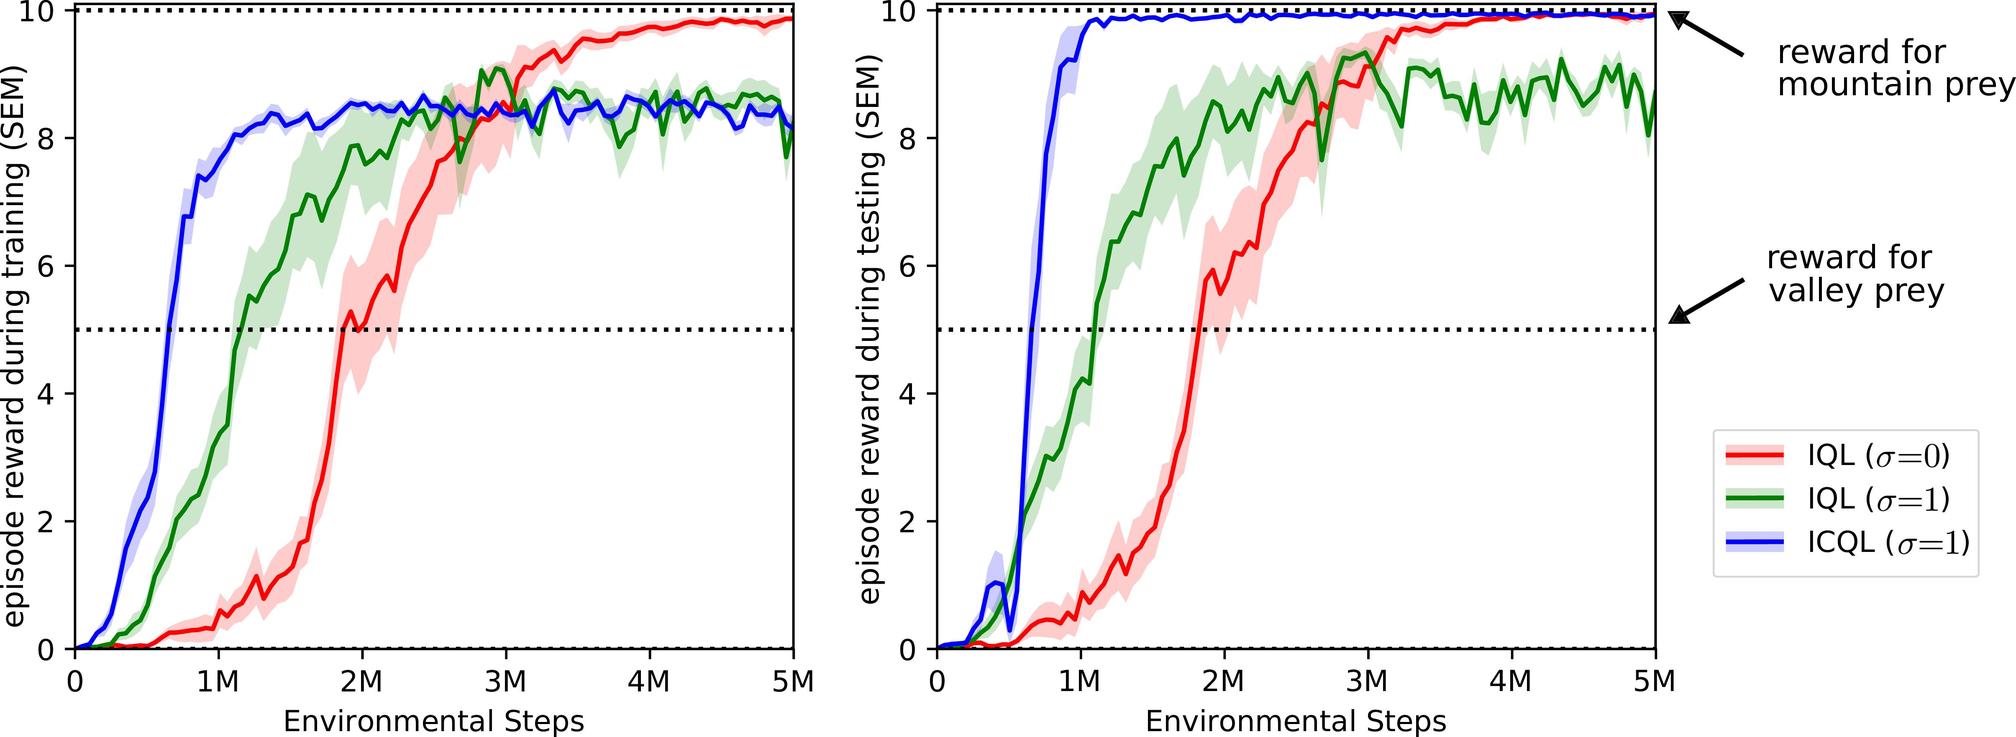 episode reward during training (SEM)
10
8
6
4
2
0
0 1M 2M 3M 4M 5M
Environmental Steps
episode reward during testing (SEM)
10
8
6
4
2
0
0 1M 2M 3M 4M 5M
Environmental Steps
reward for
mountain prey
reward for
valley prey
IQL (σ=0)
IQL (σ=1)
ICQL (σ=1)